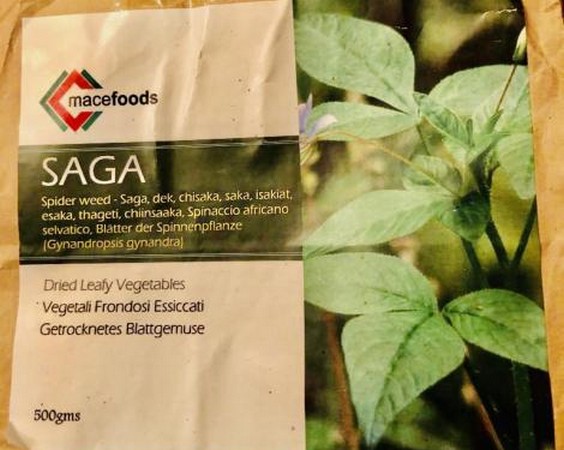 macefoods
SAGA
Spider weed - Saga, dek, chisaka, saka, isakiat,
esaka, thageti, chiinsaaka, Spinaccio africano
selvatico, Blätter der Spinnenpflanze
(Gynandropsis gynandra)
Dried Leafy Vegetables
Vegetali Frondosi Essiccati
Getrocknetes Blattgemuse
500gms